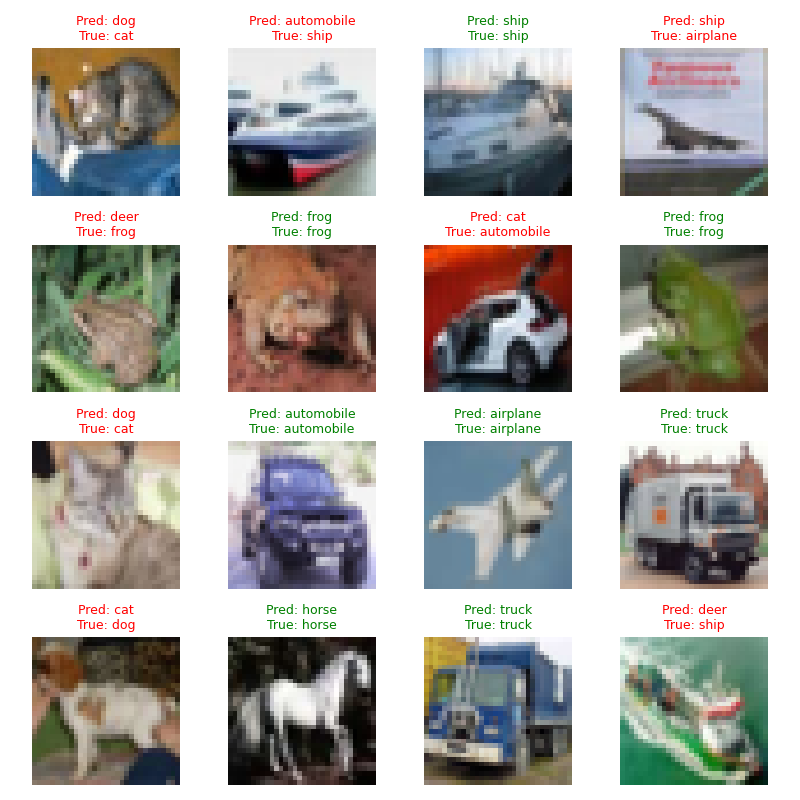 Pred: dog
True: cat
Pred: automobile
True: ship
Pred: ship
True: ship
Pred: ship
True: airplane
Pred: deer
True: frog
Pred: frog
True: frog
Pred: cat
True: automobile
Pred: frog
True: frog
Pred: dog
True: cat
Pred: automobile
True: automobile
Pred: airplane
True: airplane
Pred: truck
True: truck
Pred: cat
True: dog
Pred: horse
True: horse
Pred: truck
True: truck
Pred: deer
True: ship